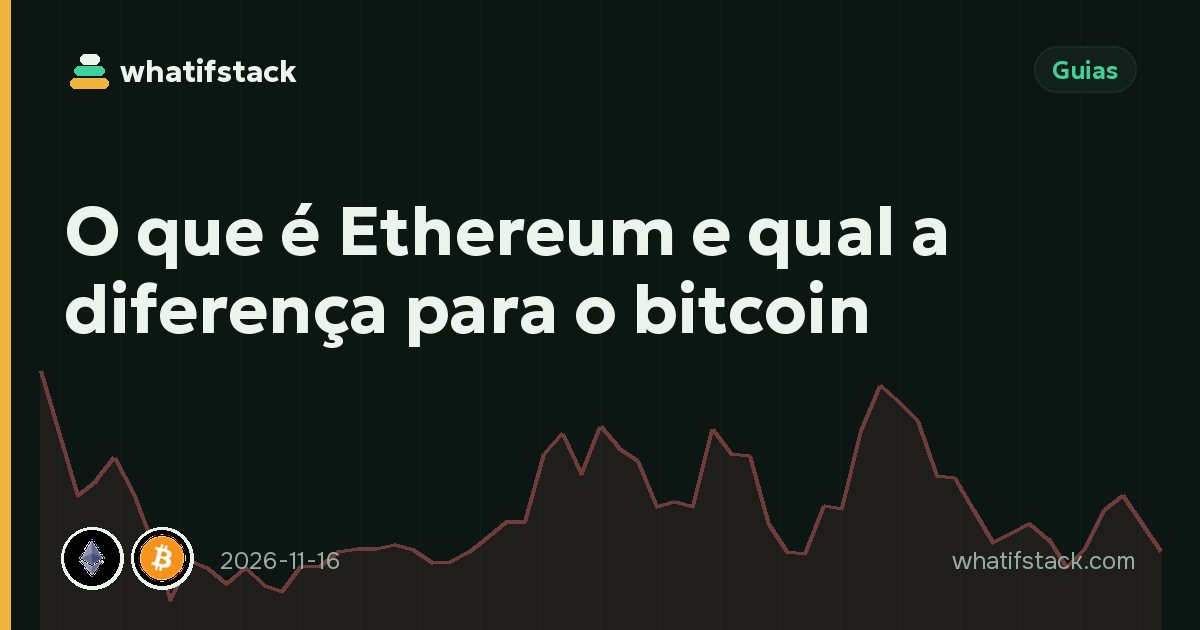 whatifstack
Guias
O que é Ethereum e qual a
diferença para o bitcoin
2026-11-16
whatifstack.com